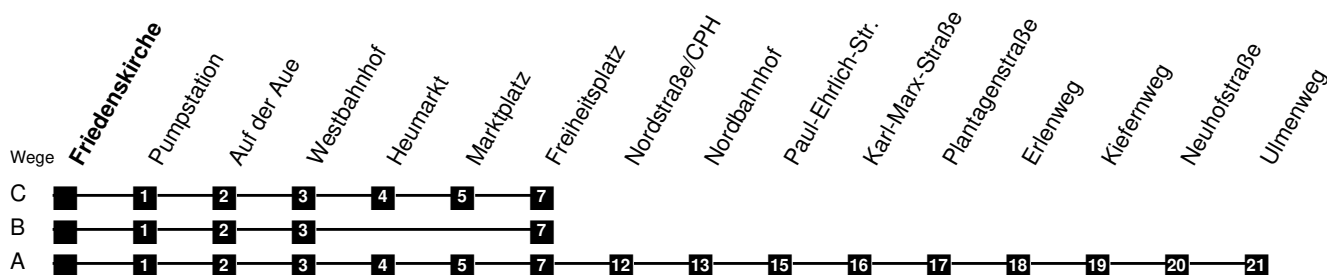 Wege
Friedenskirche
Pumpstation
Auf der Aue
Westbahnhof
Heumarkt
Marktplatz
Freiheitsplatz
Nordstraße/CPH
Nordbahnhof
Paul-Ehrlich-Str.
Karl-Marx-Straße
Plantagenstraße
Erlenweg
Kiefernweg
Neuhofstraße
Ulmenweg
C 1 2 3 4 5 7
B 1 2 3 7
A 1 2 3 4 5 7 12 13 15 16 17 18 19 20 21